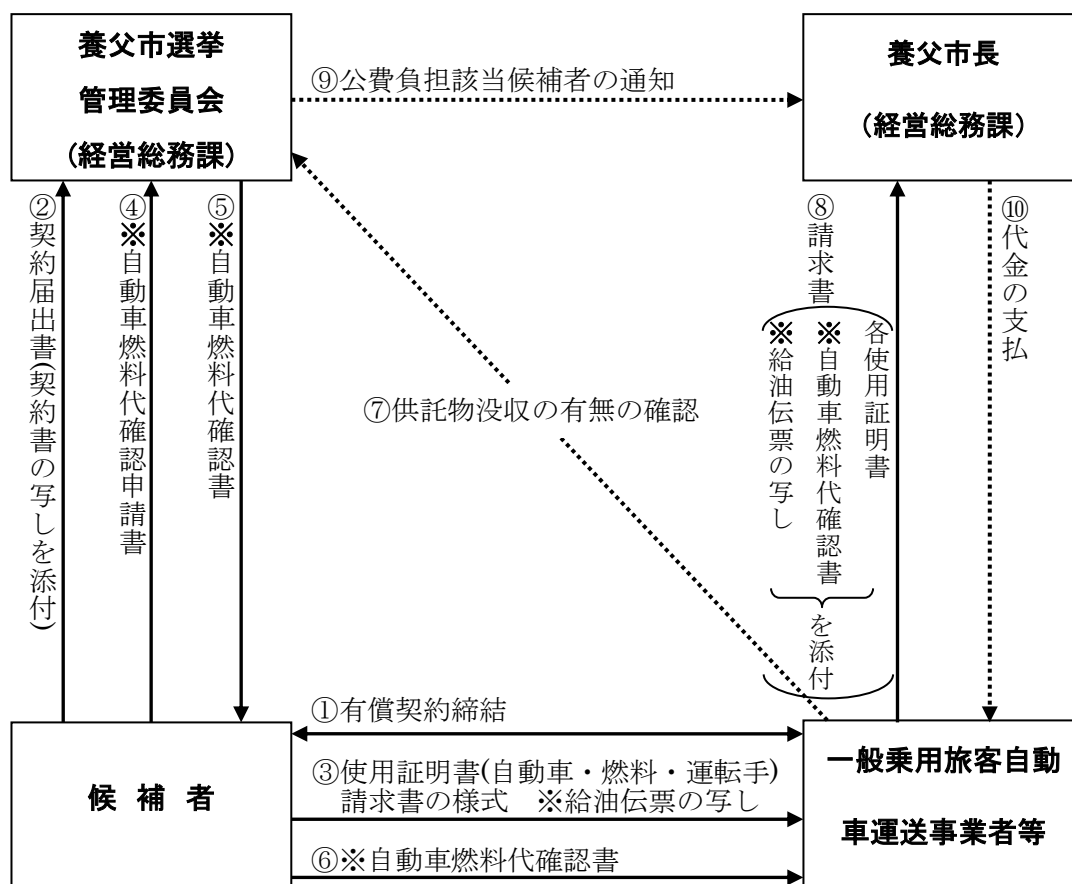 養父市選挙
管理委員会
(経営総務課)
⑨公費負担該当候補者の通知
養父市長
(経営総務課)
②契約届出書(契約書の写しを添付)
④※自動車燃料代確認申請書
⑤※自動車燃料代確認書
⑦供託物没収の有無の確認
⑧請求書
各使用証明書
※自動車燃料代確認書
※給油伝票の写し
を添付
⑩代金の支払
①有償契約締結
③使用証明書(自動車・燃料・運転手)
請求書の様式 ※給油伝票の写し
⑥※自動車燃料代確認書
候補者
一般乗用旅客自動
車運送事業者等